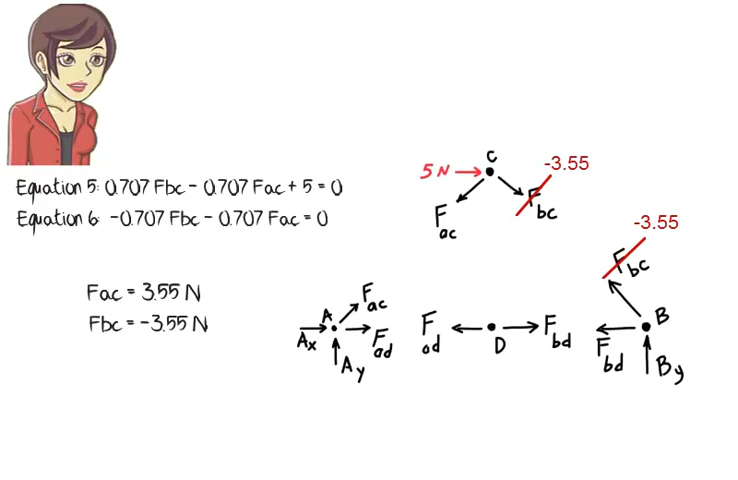 Equation 5: 0.707 Fbc - 0.707 Fac + 5 = 0
Equation 6: -0.707 Fbc - 0.707 Fac = 0
Fac = 3.55 N
Fbc = -3.55 N
C
-3.55
5 N
Fac
Fbc
-3.55
Fbc
A
Fac
Ax
Fad
Ay
Fad
D
Fbd
B
Fbd
By